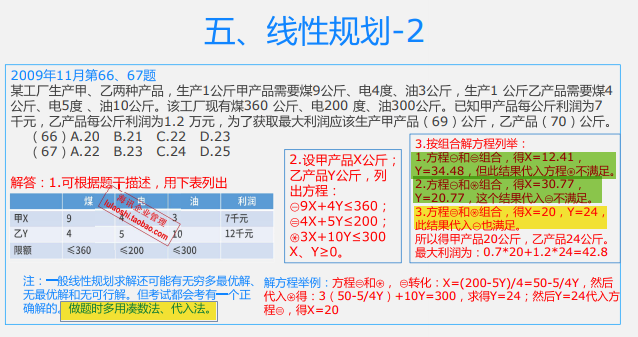 五、线性规划-2
2009年11月第66、67题
某工厂生产甲、乙两种产品，生产1公斤甲产品需要煤9公斤、电4度、油3公斤，生产1 公斤乙产品需要煤4
公斤、电5度 、油10公斤。该工厂现有煤360 公斤、电200 度、油300公斤。已知甲产品每公斤利润为7
千元，乙产品每公斤利润为1.2 万元，为了获取最大利润应该生产甲产品（69）公斤，乙产品（70）公斤。
（66）A.20 B.21 C.22 D.23
（67）A.22 B.23 C.24 D.25
解答：1.可根据题干描述，用下表列出
煤 电 油 利润
甲X 9 4 3 7千元
乙Y 4 5 10 12千元
限额 ≤360 ≤200 ≤300
海诉企业管理
luiaoshi.taobao.com
2.设甲产品X公斤；
乙产品Y公斤，列
出方程：
㊀9X+4Y≤360；
㊁4X+5Y≤200；
㊂3X+10Y≤300
X、Y≥0。
3.按组合解方程列举：
1.方程㊀和㊁组合，得X=12.41，
Y=34.48，但此结果代入方程㊂不满足。
2.方程㊀和㊂组合，得X=30.77，
Y=20.77，这个结果代入㊁不满足。
3.方程㊁和㊂组合，得X=20，Y=24，
此结果代入㊀也满足。
所以得甲产品20公斤，乙产品24公斤。
最大利润为：0.7*20+1.2*24=42.8
注：一般线性规划求解还可能有无穷多最优解、
无最优解和无可行解。但考试都会考有一个正
确解的。做题时多用凑数法、代入法。
解方程举例：方程㊁和㊂， ㊁转化：X=(200-5Y)/4=50-5/4Y，然后
代入㊂得：3（50-5/4Y）+10Y=300，求得Y=24；然后Y=24代入方
程㊁，得X=20